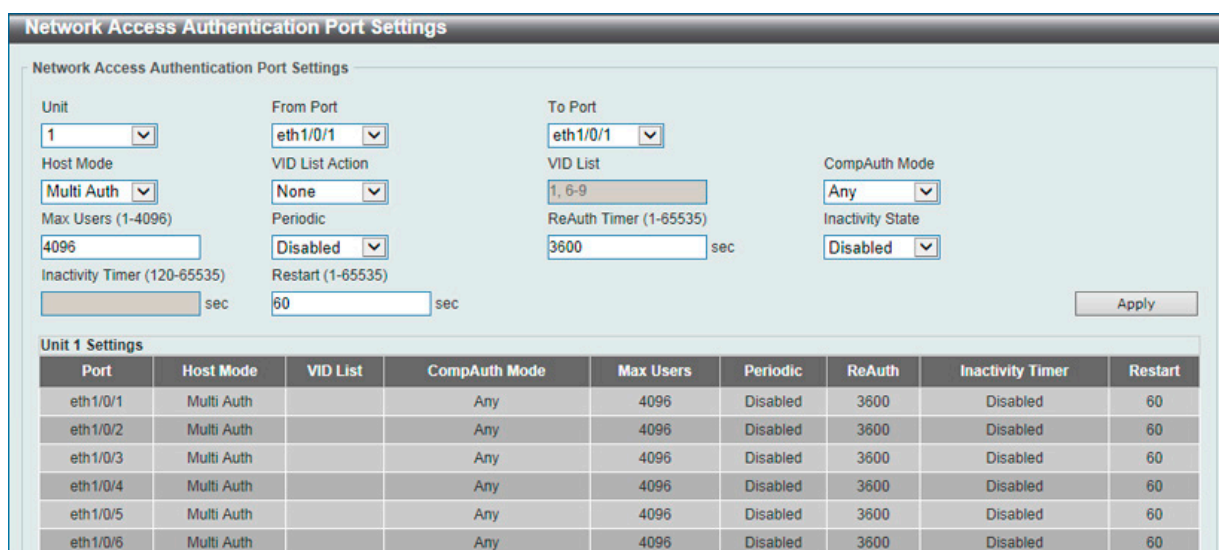 Network Access Authentication Port Settings
Network Access Authentication Port Settings
Unit From Port To Port
1 eth1/0/1 eth1/0/1
Host Mode VID List Action VID List CompAuth Mode
Multi Auth None 1, 6-9 Any
Max Users (1-4096) Periodic ReAuth Timer (1-65535) Inactivity State
4096 Disabled 3600 sec Disabled
Inactivity Timer (120-65535) Restart (1-65535)
sec 60 sec Apply
Unit 1 Settings
Port Host Mode VID List CompAuth Mode Max Users Periodic ReAuth Inactivity Timer Restart
eth1/0/1 Multi Auth Any 4096 Disabled 3600 Disabled 60
eth1/0/2 Multi Auth Any 4096 Disabled 3600 Disabled 60
eth1/0/3 Multi Auth Any 4096 Disabled 3600 Disabled 60
eth1/0/4 Multi Auth Any 4096 Disabled 3600 Disabled 60
eth1/0/5 Multi Auth Any 4096 Disabled 3600 Disabled 60
eth1/0/6 Multi Auth Any 4096 Disabled 3600 Disabled 60